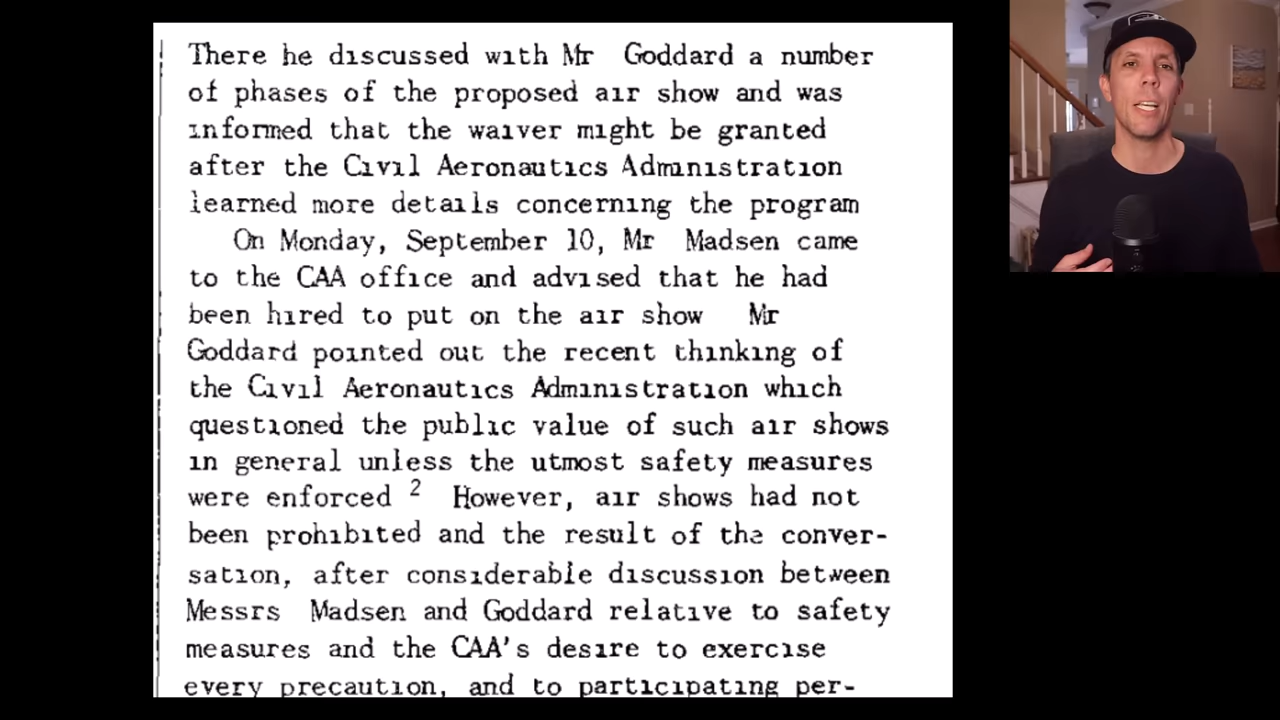 There he discussed with Mr Goddard a number
of phases of the proposed air show and was
informed that the waiver might be granted
after the Civil Aeronautics Administration
learned more details concerning the program
On Monday, September 10, Mr Madsen came
to the CAA office and advised that he had
been hired to put on the air show Mr
Goddard pointed out the recent thinking of
the Civil Aeronautics Administration which
questioned the public value of such air shows
in general unless the utmost safety measures
were enforced 2 However, air shows had not
been prohibited and the result of the conver-
sation, after considerable discussion between
Messrs Madsen and Goddard relative to safety
measures and the CAA's desire to exercise
every precaution, and to participating per-